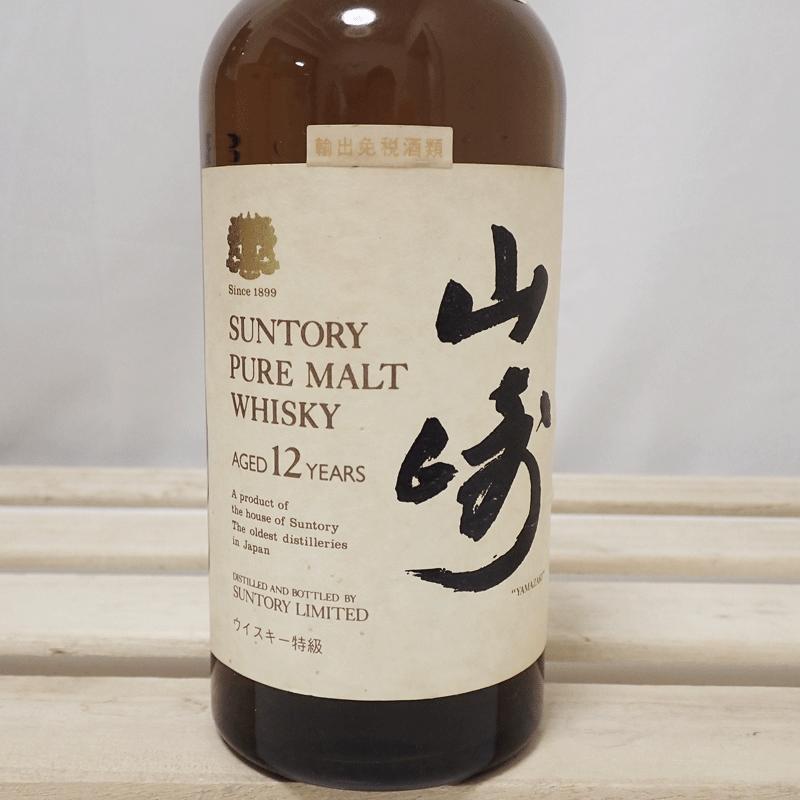 輸出免税酒類
Since 1899
SUNTORY
PURE MALT
WHISKY
AGED 12 YEARS
A product of
the house of Suntory
The oldest distilleries
in Japan
DISTILLED AND BOTTLED BY
SUNTORY LIMITED
ウイスキー特級
山崎
"YAMAZAKI"